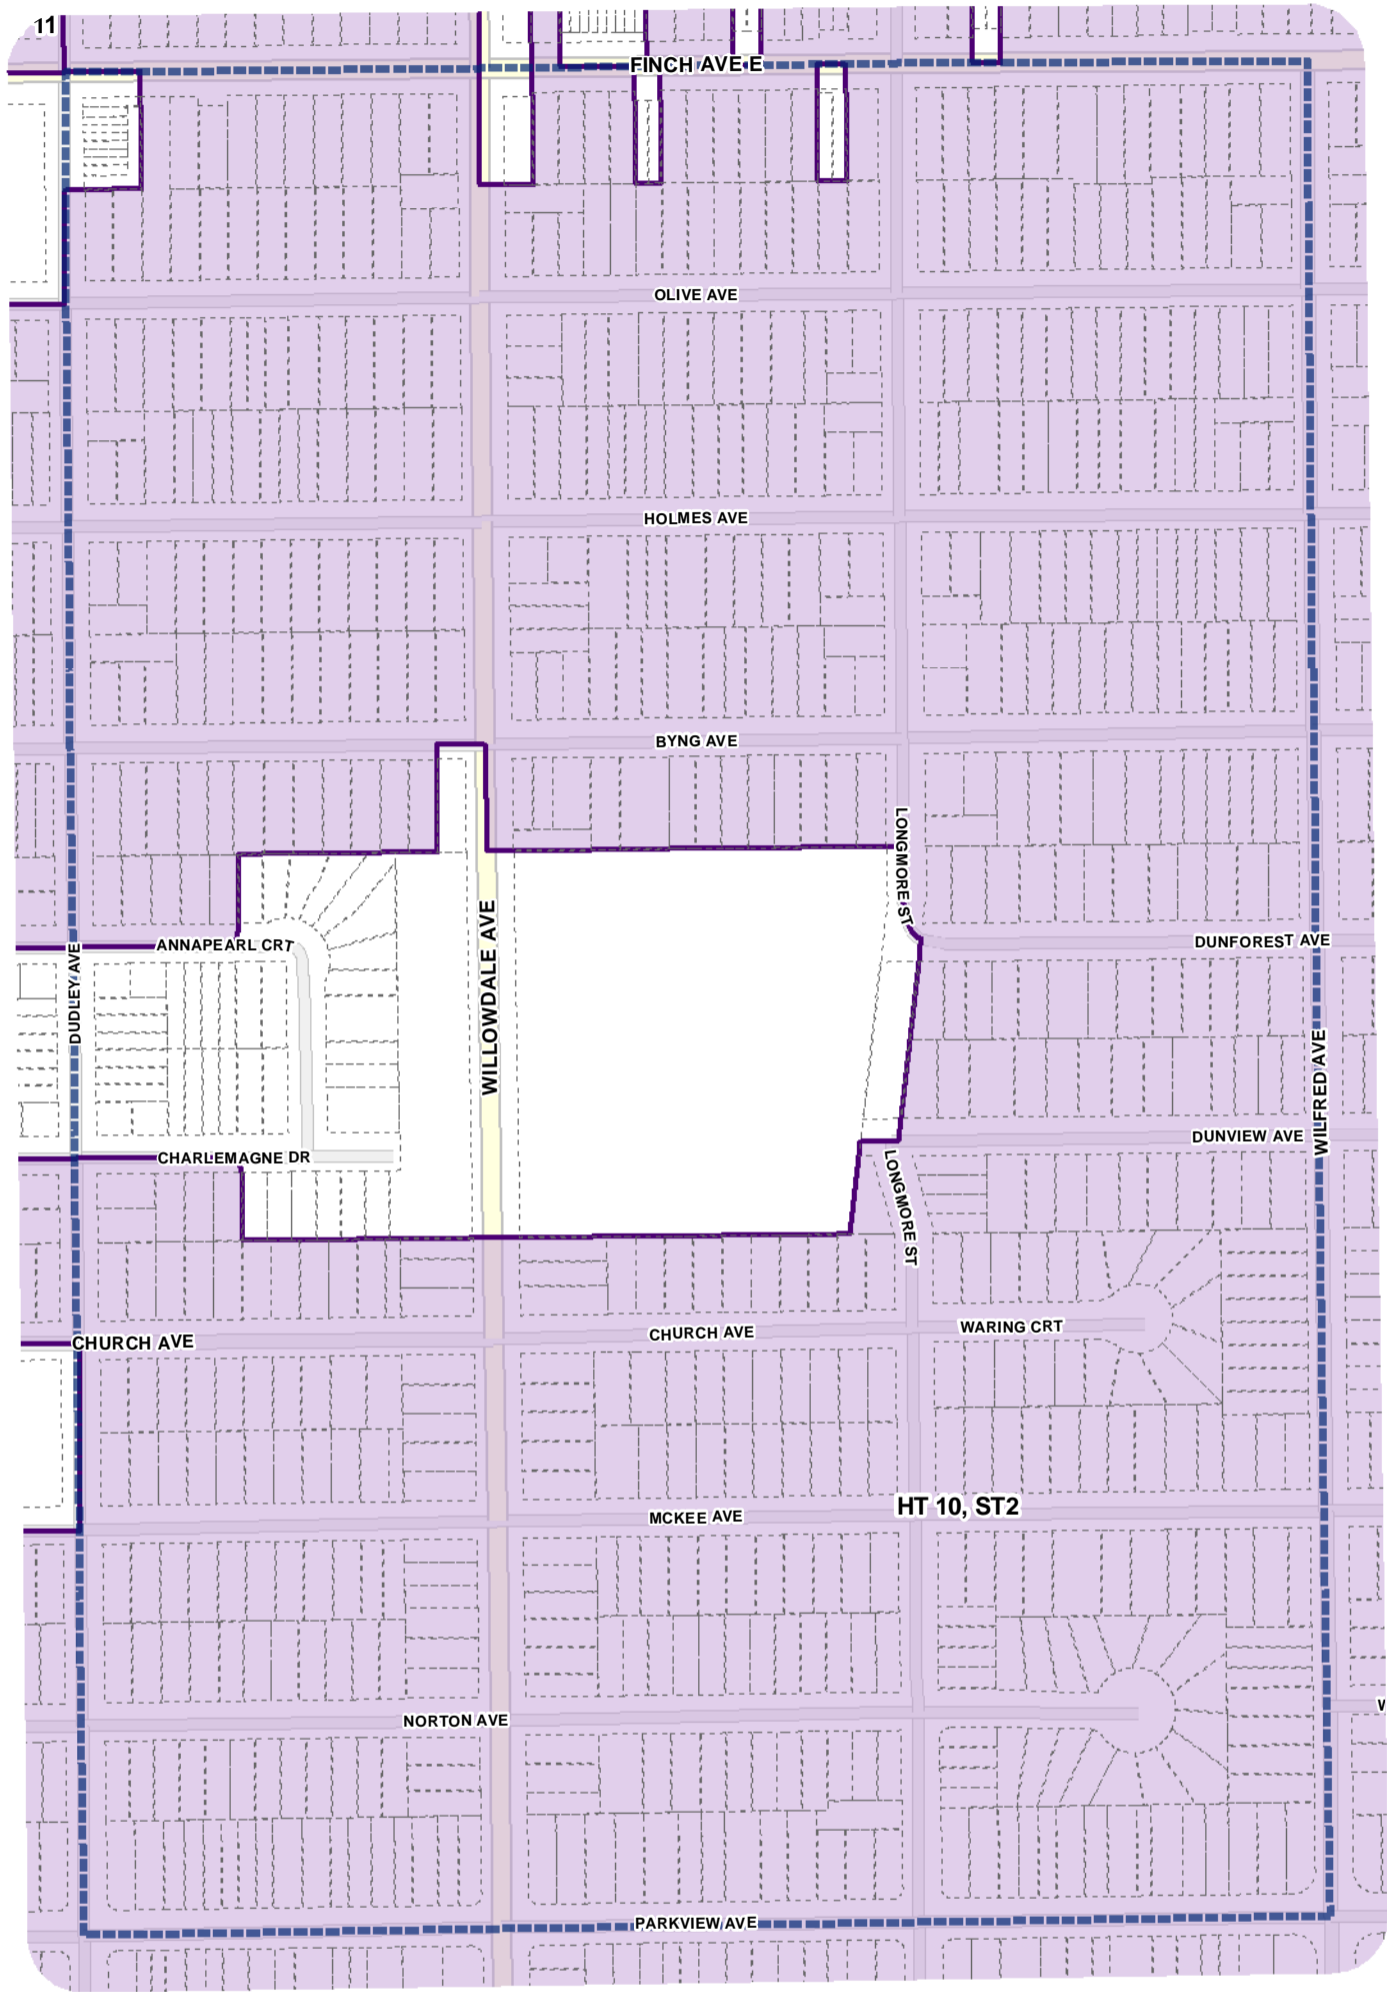 11
FINCH AVE E
OLIVE AVE
HOLMES AVE
BYNG AVE
LONGMORE ST
DUNFOREST AVE
ANNAPEARL CRT
DUDLEY AVE
WILLOWDALE AVE
WILFRED AVE
DUNVIEW AVE
CHARLEMAGNE DR
LONGMORE ST
CHURCH AVE
CHURCH AVE
WARING CRT
HT 10, ST2
MCKEE AVE
W
NORTON AVE
PARKVIEW AVE